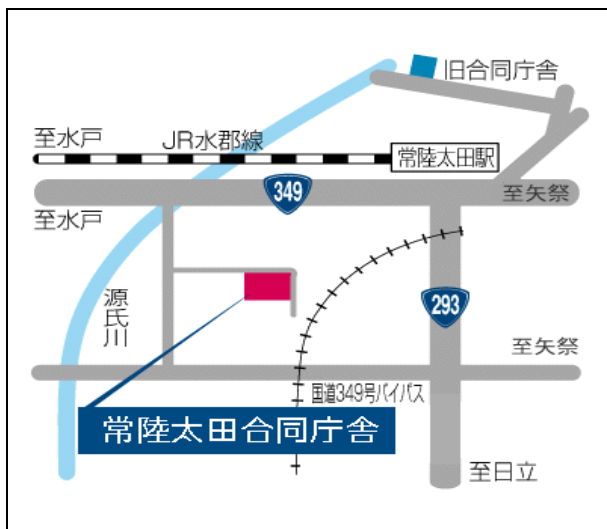 旧合同庁舎
至水戸
JR水郡線
常陸太田駅
349
至矢祭
至水戸
源氏川
293
至矢祭
国道349号バイパス
常陸太田合同庁舎
至日立